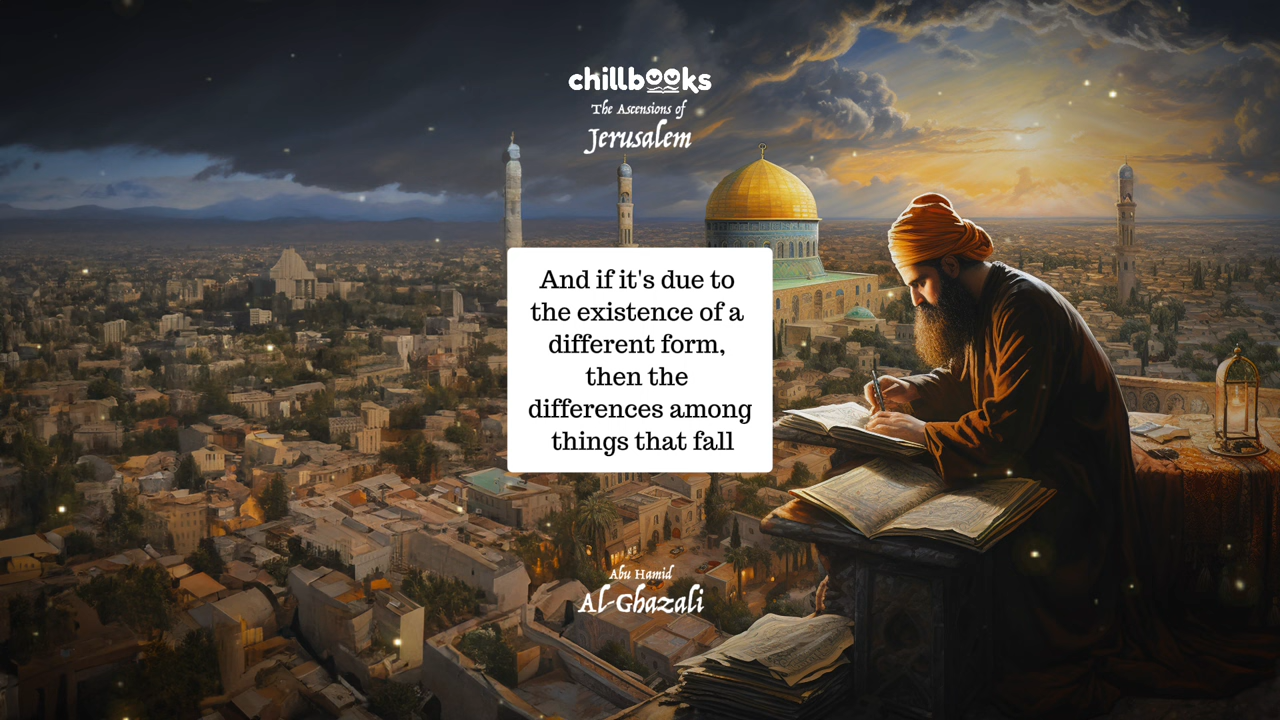 chillbooks
The Ascensions of
Jerusalem
And if it's due to
the existence of a
different form,
then the
differences among
things that fall
Abu Hamid
Al-Ghazali